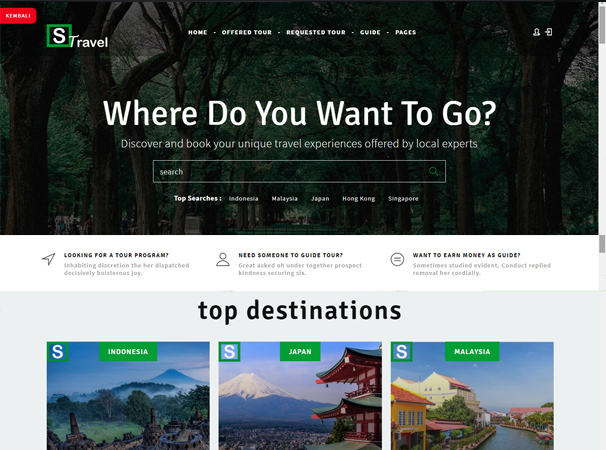 KEMBALI
S Travel
HOME - OFFERED TOUR - REQUESTED TOUR - GUIDE - PAGES
Where Do You Want To Go?
Discover and book your unique travel experiences offered by local experts
search
Top Searches : Indonesia Malaysia Japan Hong Kong Singapore
LOOKING FOR A TOUR PROGRAM?
Inhabiting discretion the her dispatched
decisively boisterous joy.
NEED SOMEONE TO GUIDE TOUR?
Great asked oh under together prospect
kindness securing six.
WANT TO EARN MONEY AS GUIDE?
Sometimes studied evident. Conduct replied
removal her cordially.
top destinations
S INDONESIA
S JAPAN
S MALAYSIA